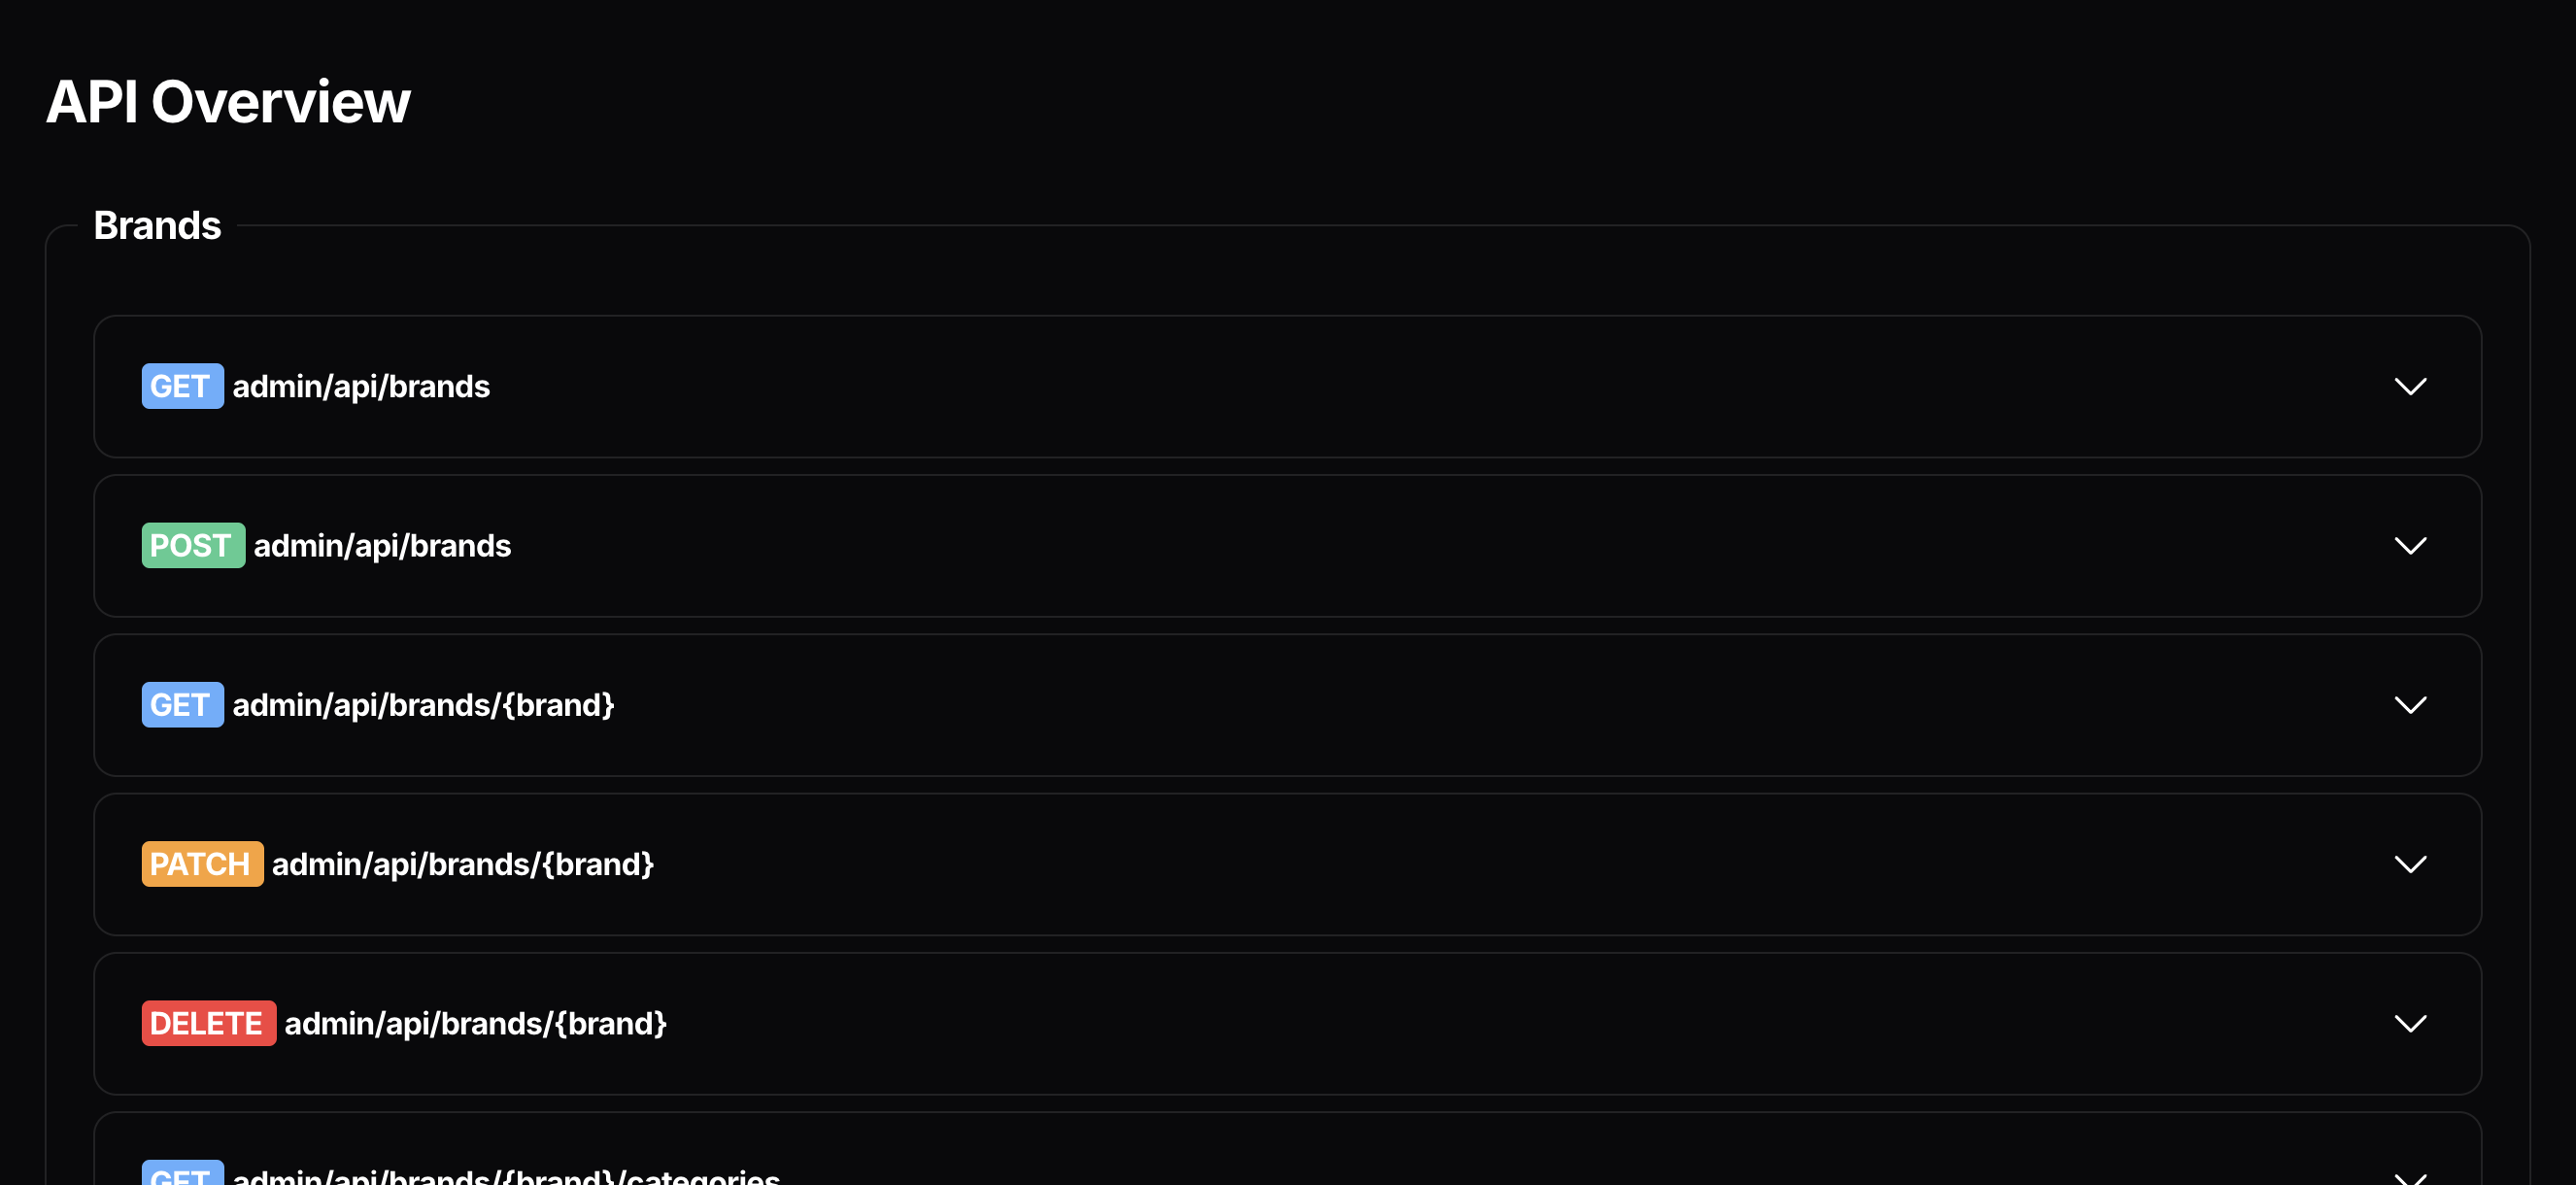 API Overview
Brands
GET admin/api/brands
POST admin/api/brands
GET admin/api/brands/{brand}
PATCH admin/api/brands/{brand}
DELETE admin/api/brands/{brand}
GET admin/api/brands/{brand}/categories